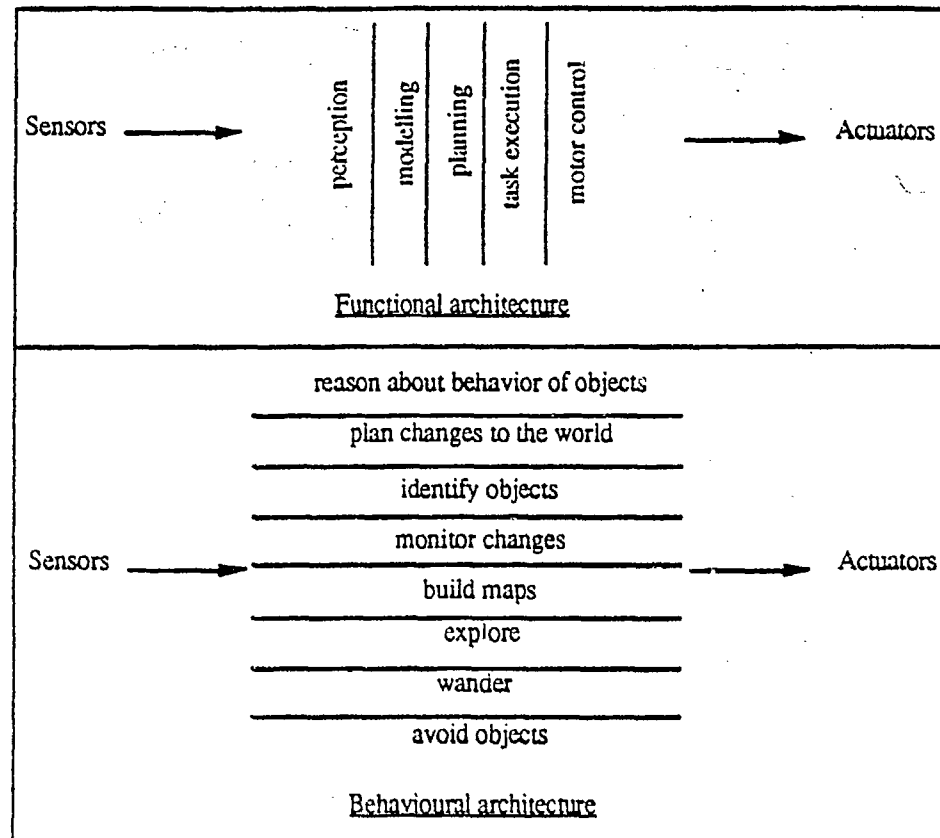 Sensors
perception
modelling
planning
task execution
motor control
Actuators
Functional architecture
reason about behavior of objects
plan changes to the world
identify objects
monitor changes
Sensors
Actuators
build maps
explore
wander
avoid objects
Behavioural architecture